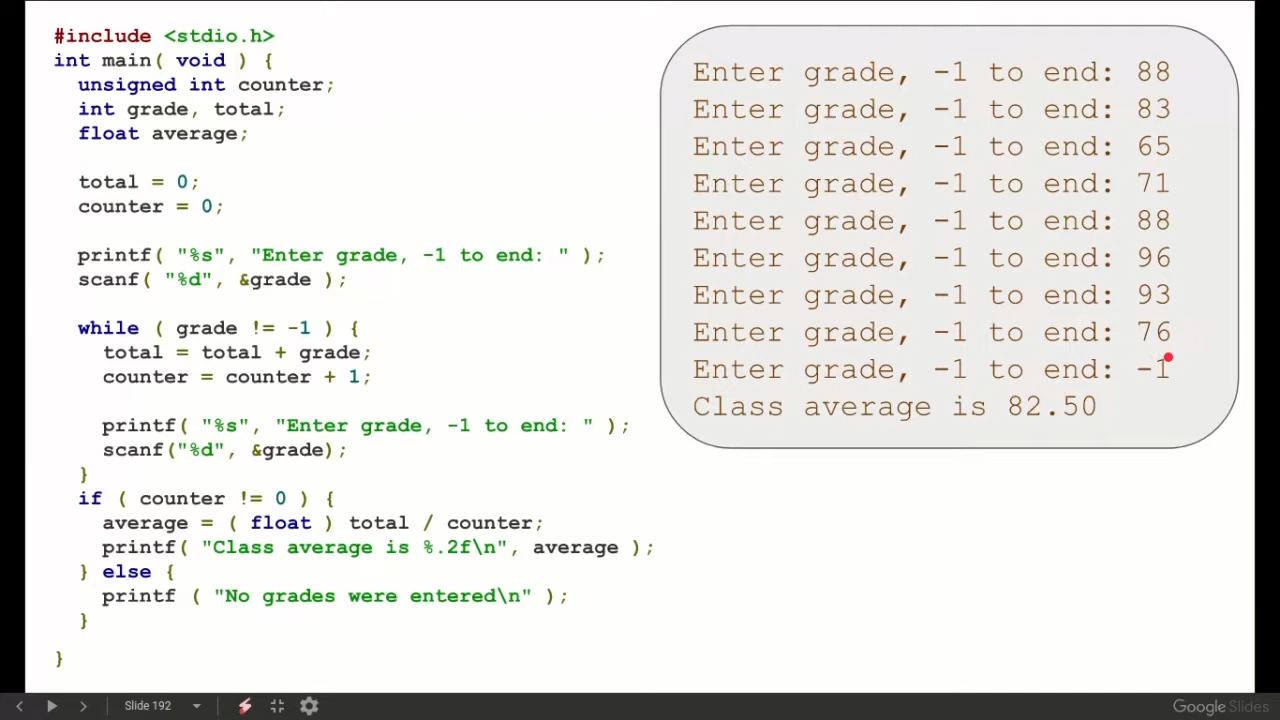 #include <stdio.h>
int main( void ) {
unsigned int counter;
int grade, total;
float average;
total = 0;
counter = 0;
printf( "%s", "Enter grade, -1 to end: " );
scanf( "%d", &grade );
while ( grade != -1 ) {
total = total + grade;
counter = counter + 1;
printf( "%s", "Enter grade, -1 to end: " );
scanf("%d", &grade);
}
if ( counter != 0 ) {
average = ( float ) total / counter;
printf( "Class average is %.2f\n", average );
} else {
printf ( "No grades were entered\n" );
}
}
Enter grade, -1 to end: 88
Enter grade, -1 to end: 83
Enter grade, -1 to end: 65
Enter grade, -1 to end: 71
Enter grade, -1 to end: 88
Enter grade, -1 to end: 96
Enter grade, -1 to end: 93
Enter grade, -1 to end: 76
Enter grade, -1 to end: -1
Class average is 82.50
Slide 192
Google Slides